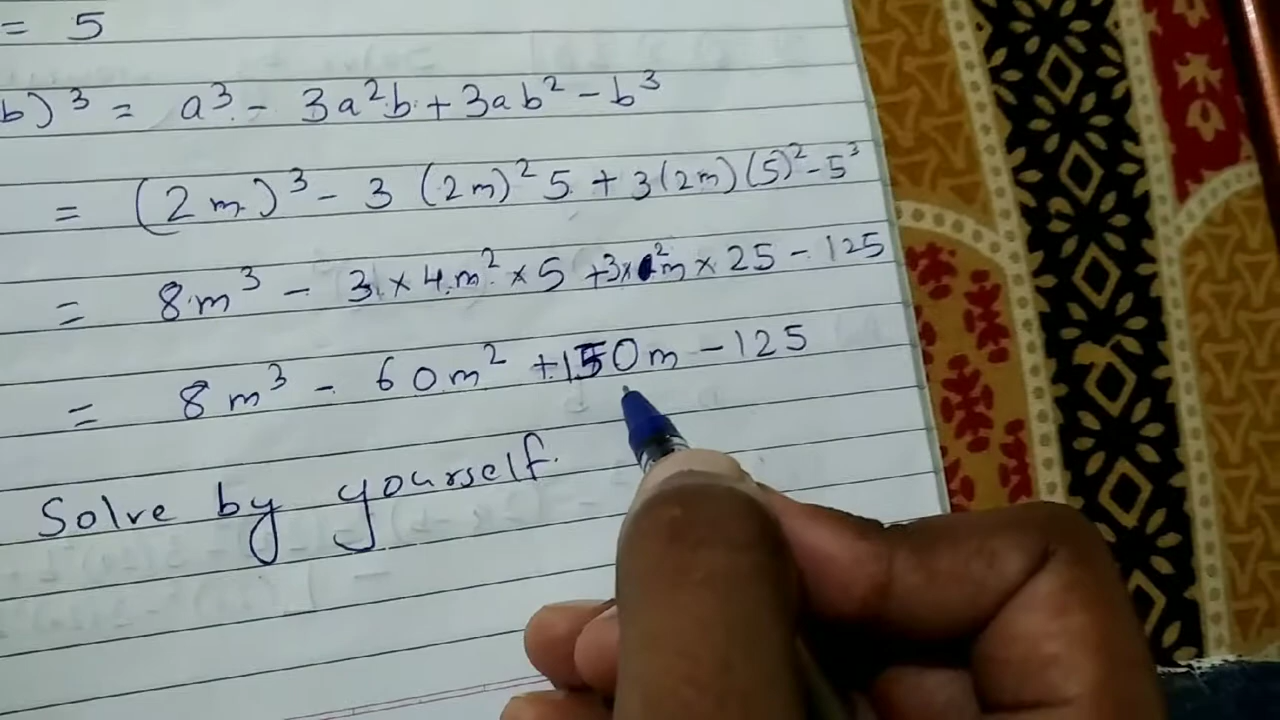 = 5
b)³ = a³ - 3a²b + 3ab² - b³
= (2m)³ - 3 (2m)² 5 + 3(2m)(5)² - 5³
= 8m³ - 3 × 4m² × 5 + 3 × 2m × 25 - 125
= 8m³ - 60m² + 150m - 125
Solve by yourself.